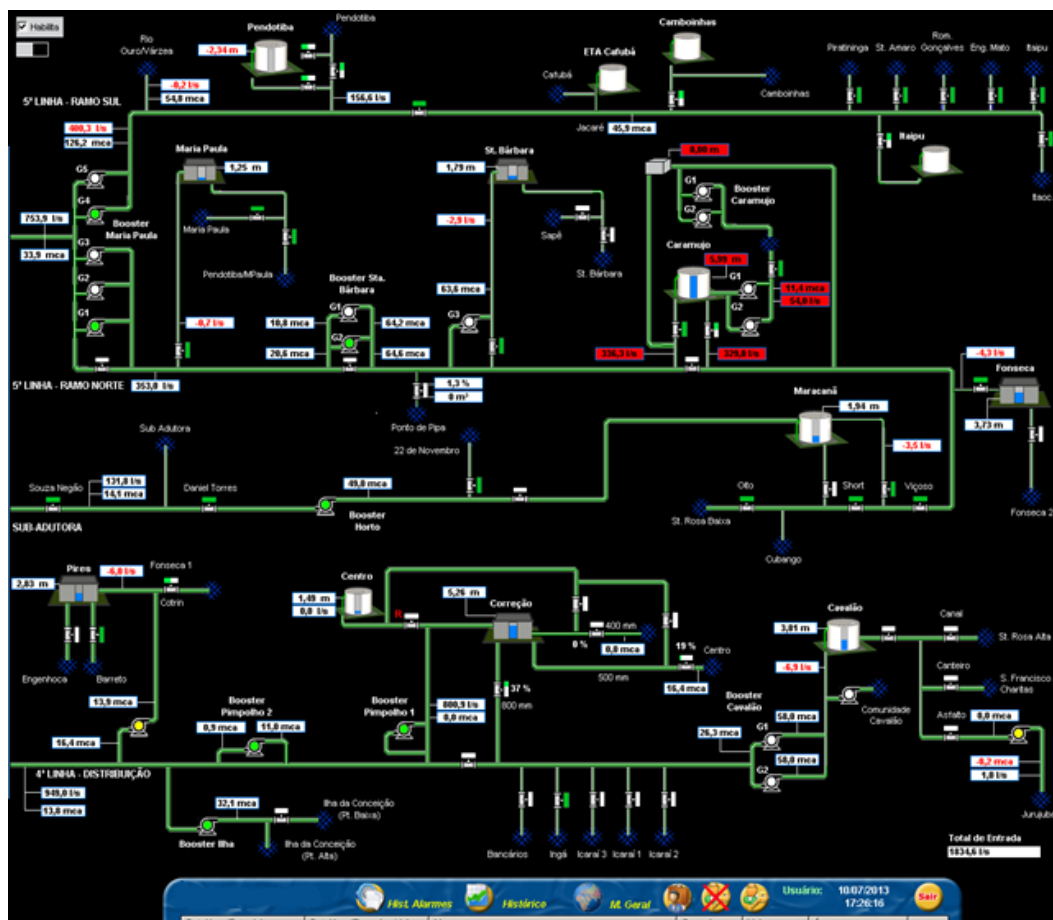 Habilita
Rio
Ouro/Várzea
Pendotiba
-2,34 m
Pendotiba
-0,2 l/s
54,8 mca
156,6 l/s
ETA Cafubá
Cafubá
Camboinhas
Camboinhas
Piratininga
St. Amaro
Rom.
Gonçalves
Eng. Mato
Itaipu
5ª LINHA - RAMO SUL
400,3 l/s
126,2 mca
Jacaré
45,9 mca
Itaipu
Itaoc
Maria Paula
1,25 m
St. Bárbara
1,79 m
0,00 m
G5
G4
G3
G2
G1
Booster
Maria Paula
753,9 l/s
33,9 mca
Maria Paula
Pendotiba/MPaula
-0,7 l/s
Booster Sta.
Bárbara
G1
G2
10,8 mca
64,2 mca
20,6 mca
64,6 mca
-2,9 l/s
63,6 mca
G3
Sapê
St. Bárbara
G1
G2
Booster
Caramujo
Caramujo
5,99 m
G1
G2
11,4 mca
54,0 l/s
336,3 l/s
329,0 l/s
5ª LINHA - RAMO NORTE
353,0 l/s
1,3 %
0 m³
Ponto de Pipa
-4,3 l/s
Fonseca
3,73 m
Fonseca 2
Maracanã
1,94 m
-3,5 l/s
Sub Adutora
22 de Novembro
Souza Negão
131,8 l/s
14,1 mca
Daniel Torres
49,0 mca
Booster
Horto
Otto
Short
Viçoso
St. Rosa Baixa
Cubango
SUB-ADUTORA
Pires
2,83 m
-6,0 l/s
Fonseca 1
Cotrin
Engenhoca
Barreto
13,9 mca
16,4 mca
Centro
1,49 m
0,0 l/s
R
Correção
5,26 m
400 mm
0 %
0,0 mca
19 %
Centro
500 mm
16,4 mca
37 %
800 mm
Booster
Pimpolho 2
0,9 mca
11,0 mca
Booster
Pimpolho 1
800,9 l/s
0,0 mca
Cavalão
3,81 m
-6,9 l/s
Canal
St. Rosa Alta
Canteiro
S. Francisco
Charitas
Comunidade
Cavalão
Asfalto
0,0 mca
-0,2 mca
1,0 l/s
Jurujuba
Booster
Cavalão
G1
G2
26,3 mca
58,0 mca
58,0 mca
4ª LINHA - DISTRIBUIÇÃO
949,0 l/s
13,8 mca
Booster Ilha
32,1 mca
Ilha da Conceição
(Pt. Baixa)
Ilha da Conceição
(Pt. Alta)
Bancários
Ingá
Icaraí 3
Icaraí 1
Icaraí 2
Total de Entrada
1834,6 l/s
Hist. Alarmes
Histórico
M. Geral
Usuário:
10/07/2013
17:26:16
Sair